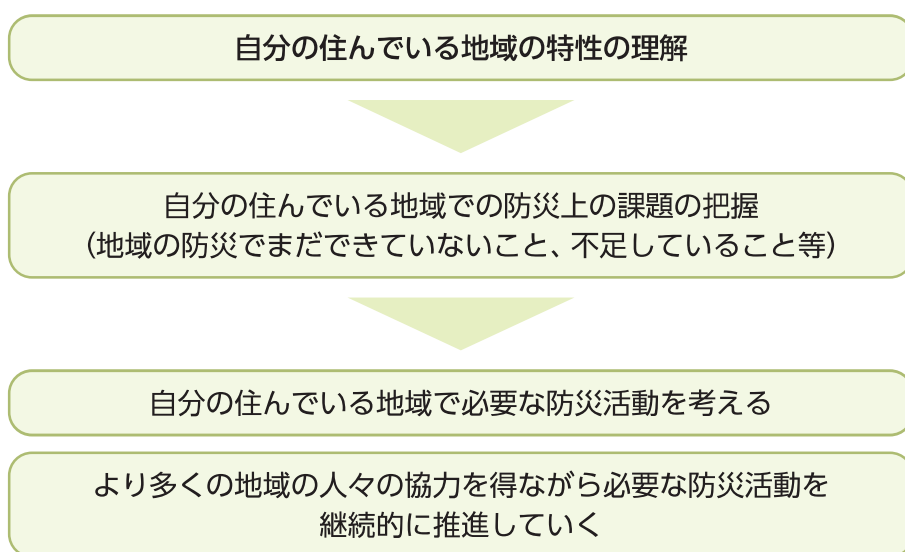 自分の住んでいる地域の特性の理解
自分の住んでいる地域での防災上の課題の把握
（地域の防災でまだできていないこと、不足していること等）
自分の住んでいる地域で必要な防災活動を考える
より多くの地域の人々の協力を得ながら必要な防災活動を
継続的に推進していく